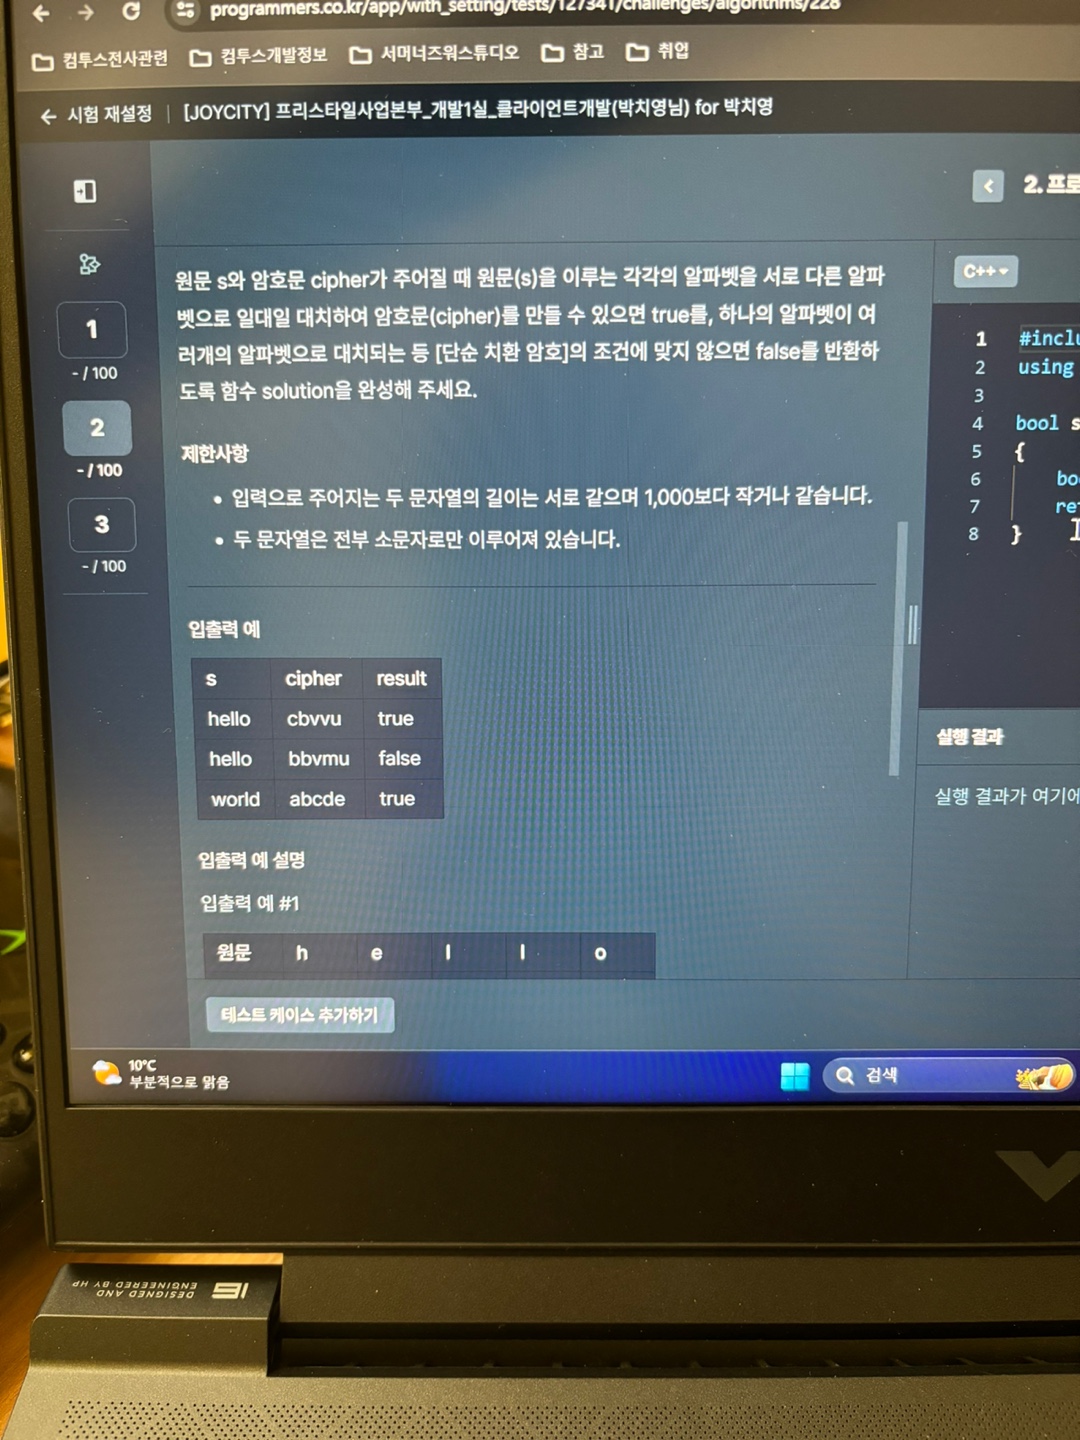 programmers.co.kr/app/with_setting/tests/127341/challenges/algorithms/228
컴투스전사관련 컴투스개발정보 서머너즈워스튜디오 참고 취업
시험 재설정 | [JOYCITY] 프리스타일사업본부_개발1실_클라이언트개발(박치영님) for 박치영
2. 프로
원문 s와 암호문 cipher가 주어질 때 원문(s)을 이루는 각각의 알파벳을 서로 다른 알파
벳으로 일대일 대치하여 암호문(cipher)를 만들 수 있으면 true를, 하나의 알파벳이 여
러개의 알파벳으로 대치되는 등 [단순 치환 암호]의 조건에 맞지 않으면 false를 반환하
도록 함수 solution을 완성해 주세요.
제한사항
• 입력으로 주어지는 두 문자열의 길이는 서로 같으며 1,000보다 작거나 같습니다.
• 두 문자열은 전부 소문자로만 이루어져 있습니다.
입출력 예
s cipher result
hello cbvvu true
hello bbvmu false
world abcde true
입출력 예 설명
입출력 예 #1
원문 h e l l o
테스트 케이스 추가하기
1
- / 100
2
- / 100
3
- / 100
C++
1 #inclu
2 using
3
4 bool s
5 {
6 boo
7 ret
8 }
실행 결과
실행 결과가 여기에
10°C
부분적으로 맑음
검색
DESIGNED AND
ENGINEERED BY HP